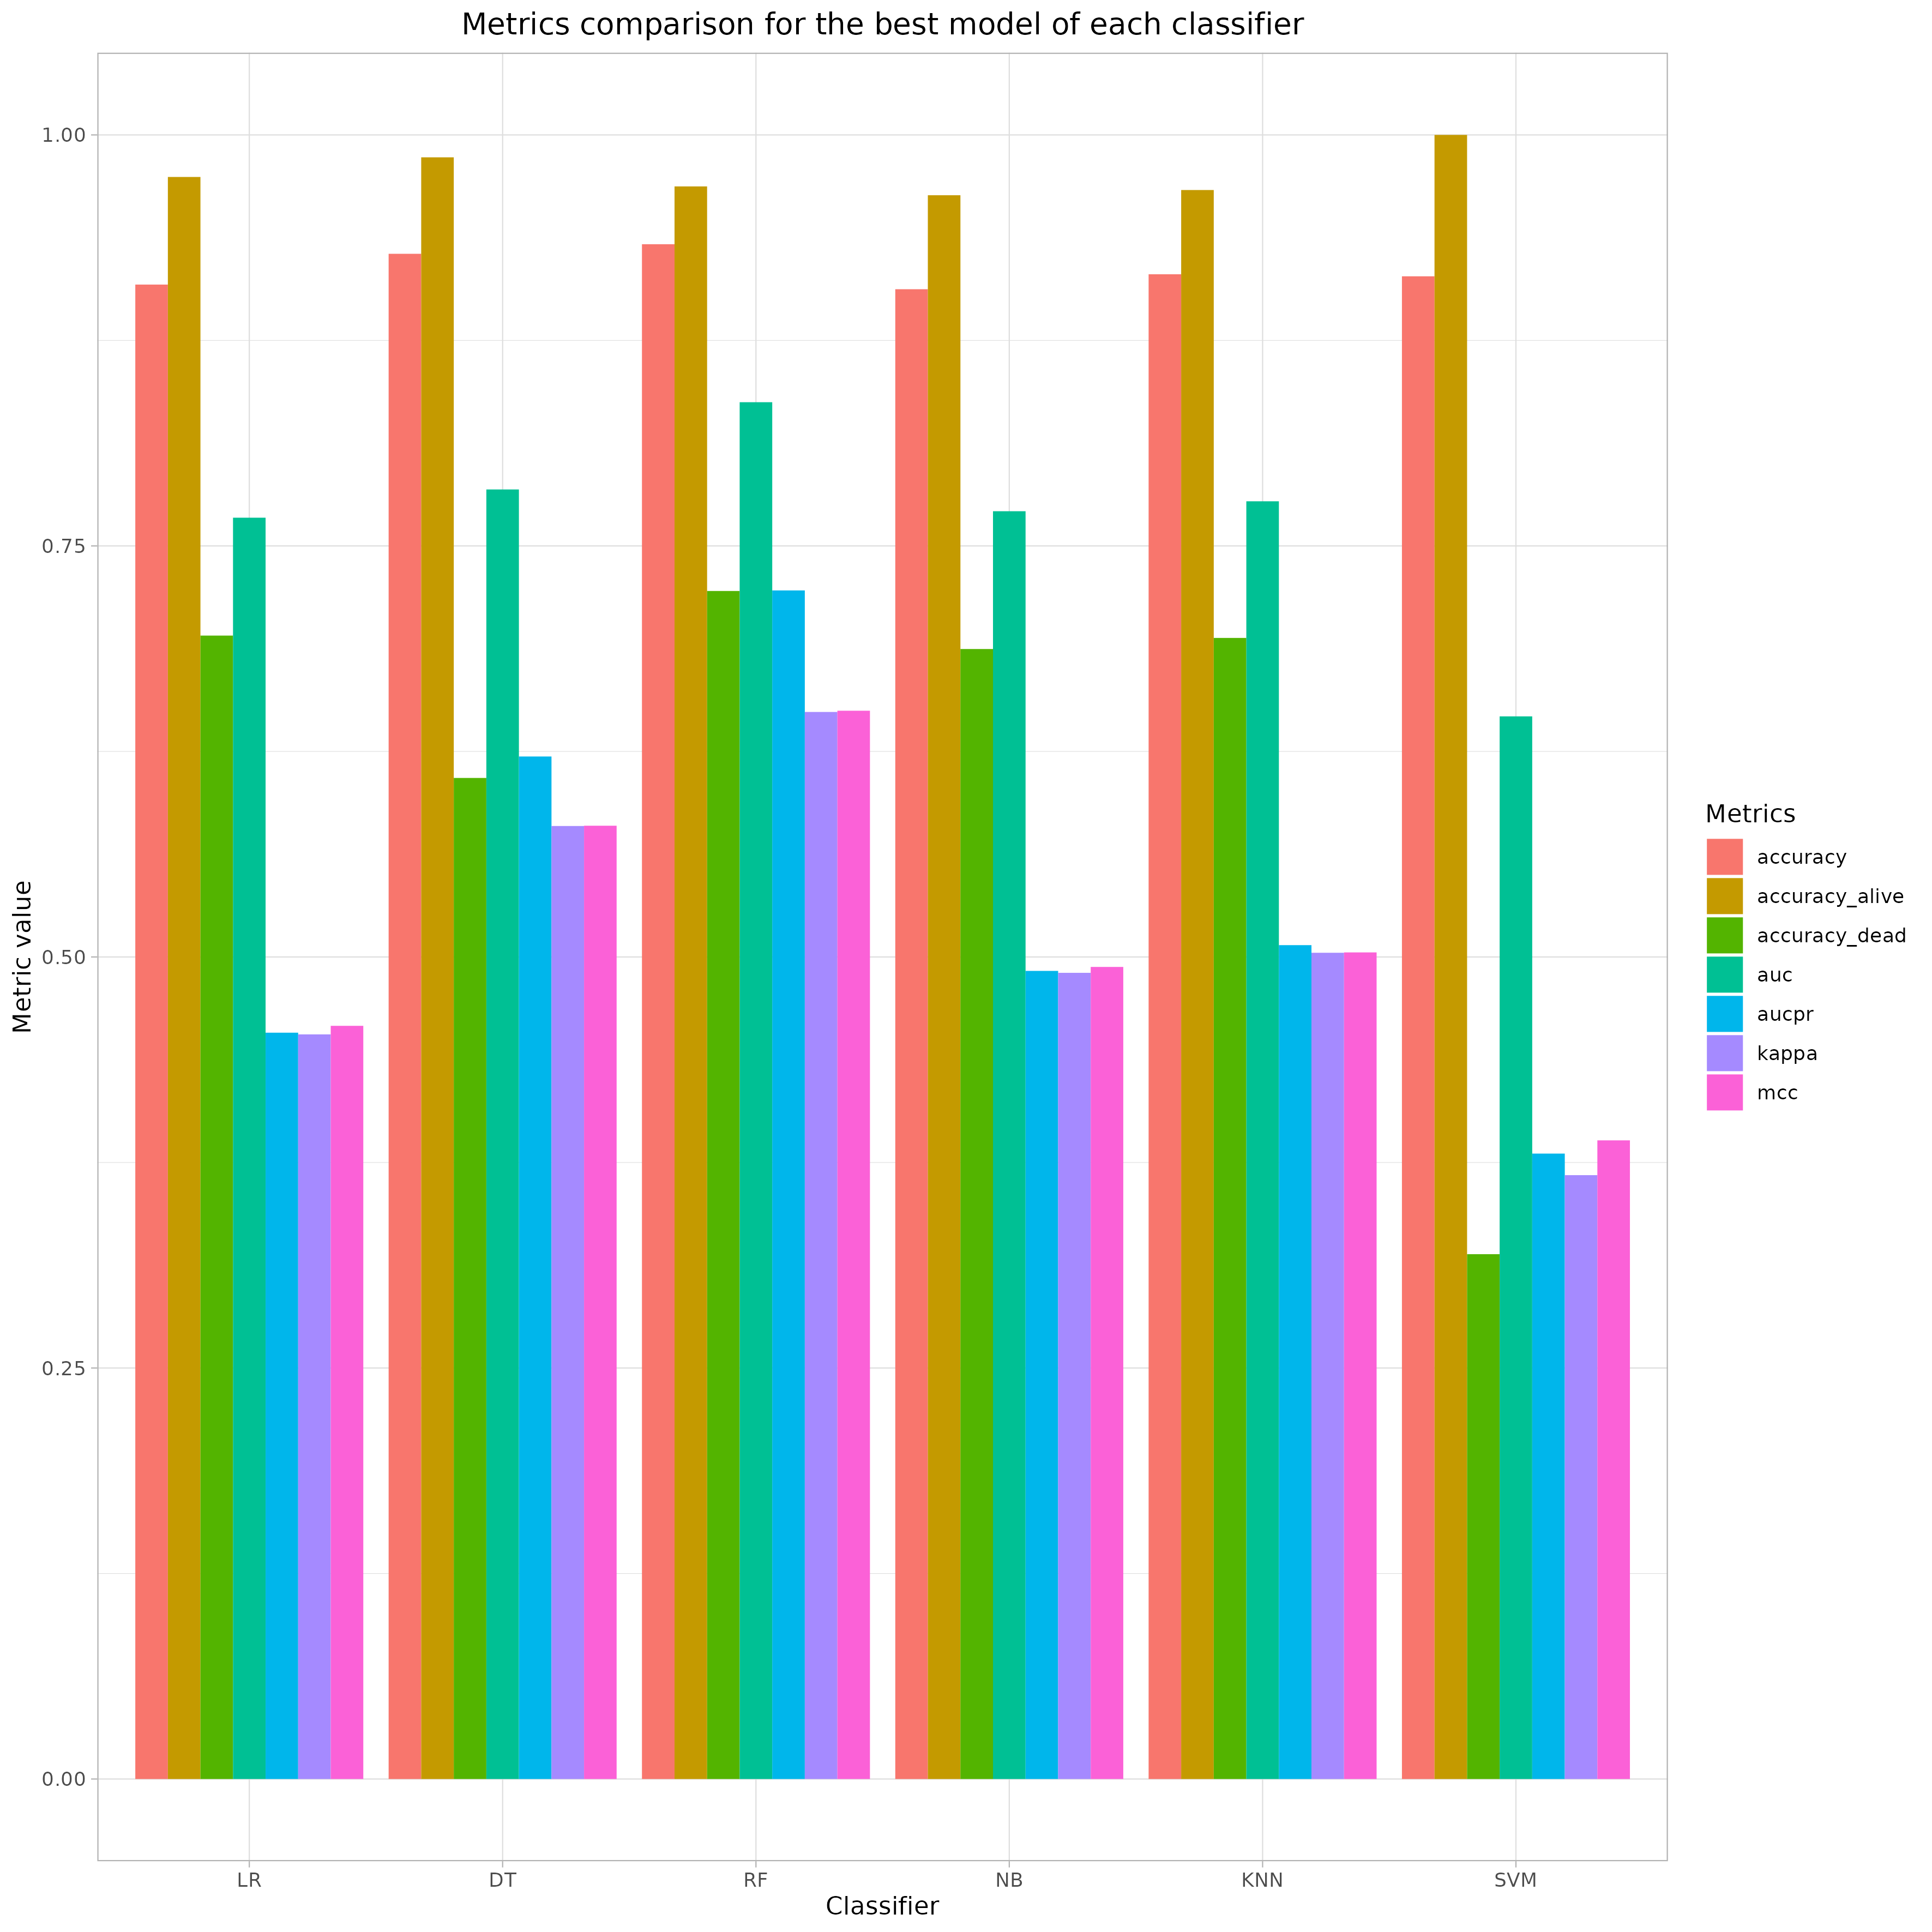 Metrics comparison for the best model of each classifier
Metric value
1.00
0.75
0.50
0.25
0.00
LR DT RF NB KNN SVM
Classifier
Metrics
accuracy
accuracy_alive
accuracy_dead
auc
aucpr
kappa
mcc